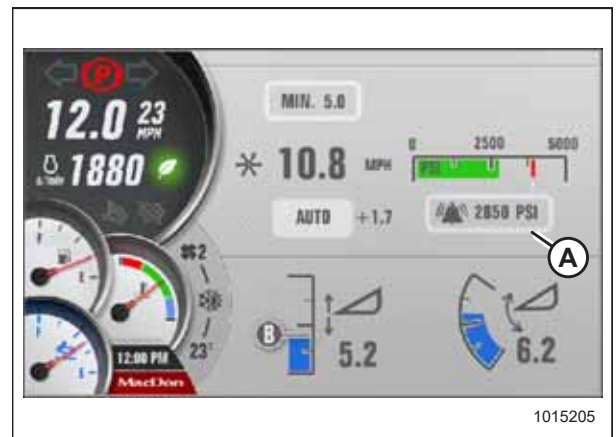 P
12.0 23 MPH
1880
MIN. 5.0
10.8 MPH
AUTO +1.7
0 2500 5000
PSI
2850 PSI
A
F
E
F
E
2
23°
12:00 PM
MacDon
B
5.2
6.2
1015205